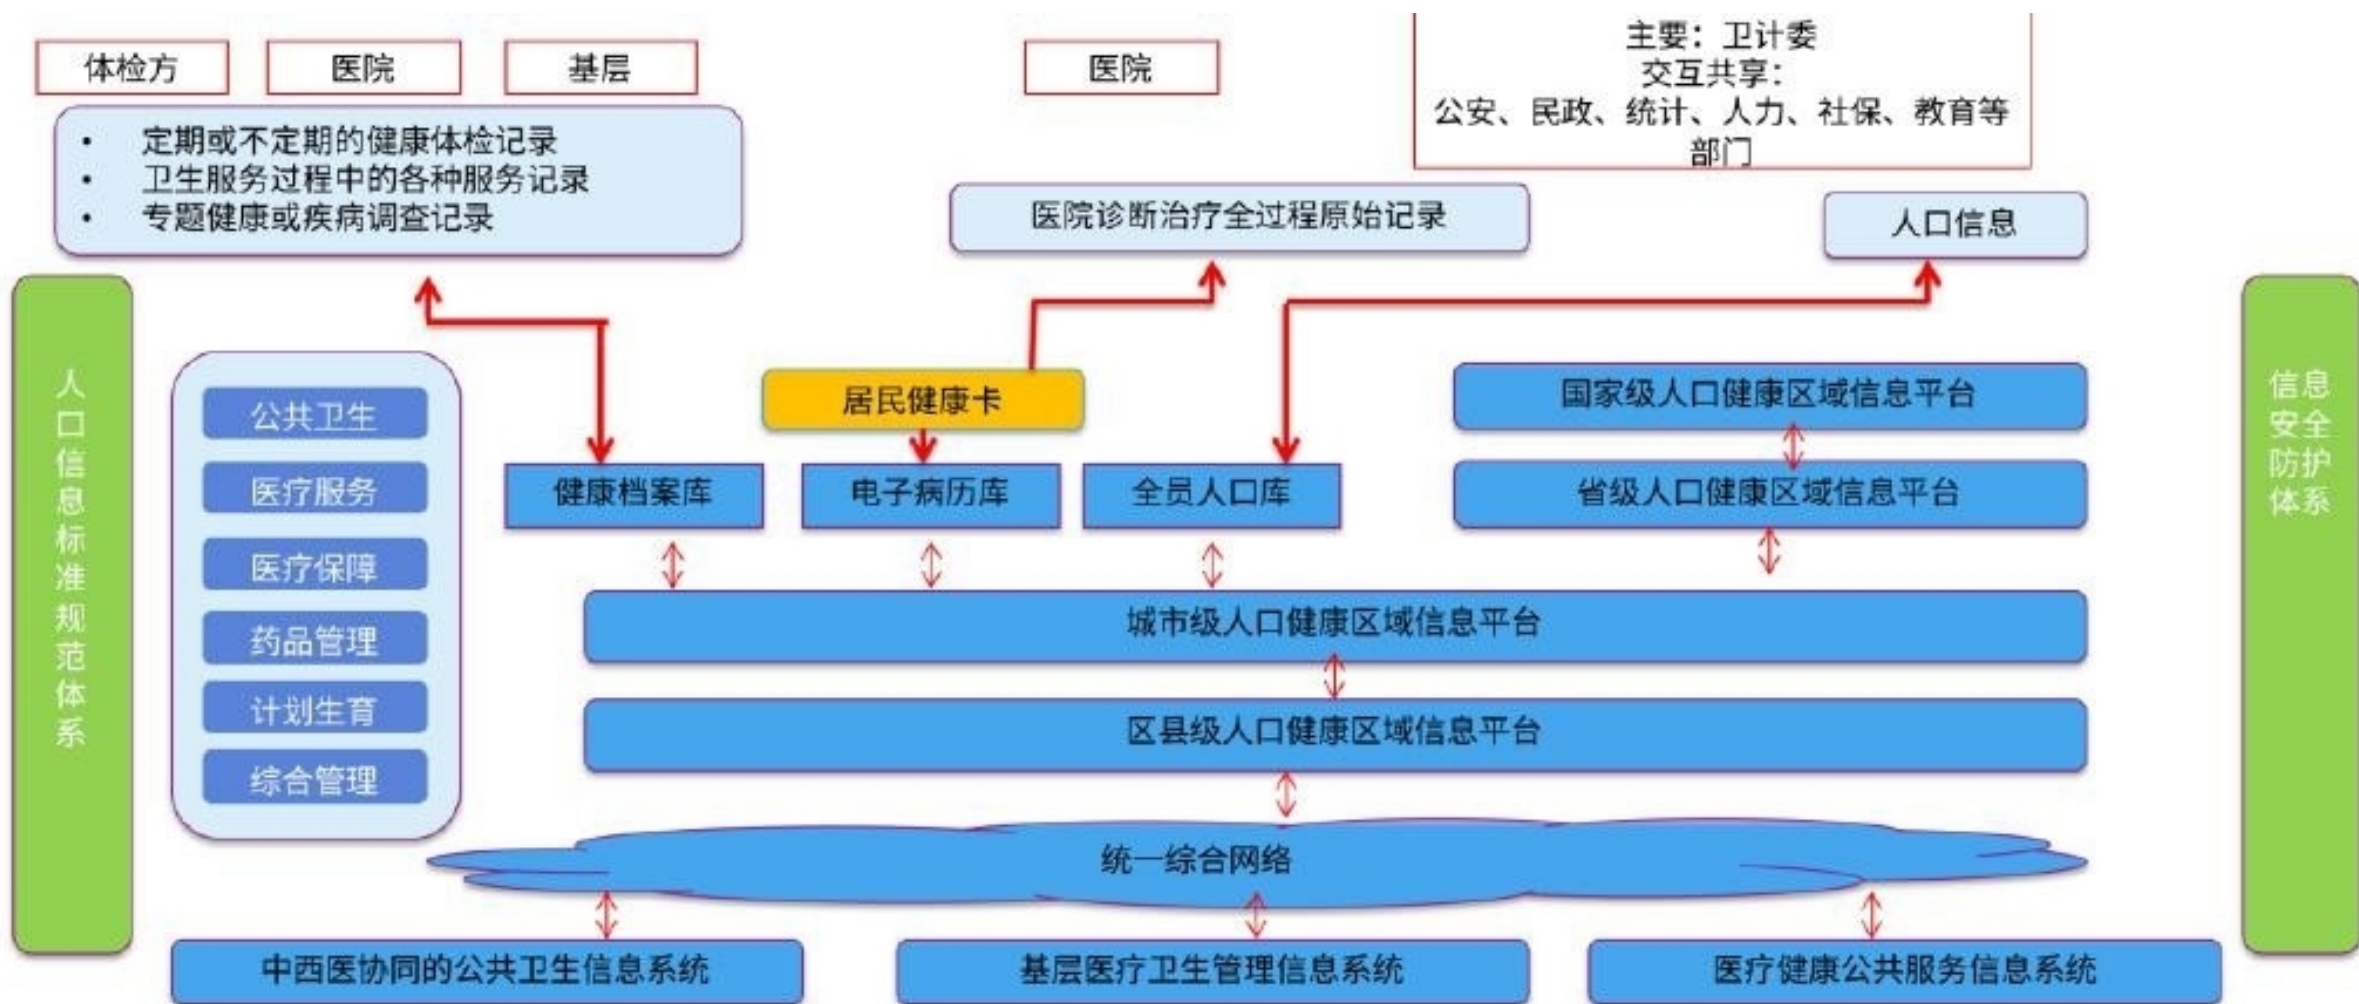 体检方
医院
基层
医院
主要：卫计委
交互共享：
公安、民政、统计、人力、社保、教育等
部门
• 定期或不定期的健康体检记录
• 卫生服务过程中的各种服务记录
• 专题健康或疾病调查记录
医院诊断治疗全过程原始记录
人口信息
人口信息标准规范体系
公共卫生
医疗服务
医疗保障
药品管理
计划生育
综合管理
居民健康卡
健康档案库
电子病历库
全员人口库
国家级人口健康区域信息平台
省级人口健康区域信息平台
城市级人口健康区域信息平台
区县级人口健康区域信息平台
统一综合网络
中西医协同的公共卫生信息系统
基层医疗卫生管理信息系统
医疗健康公共服务信息系统
信息
安全
防护
体系